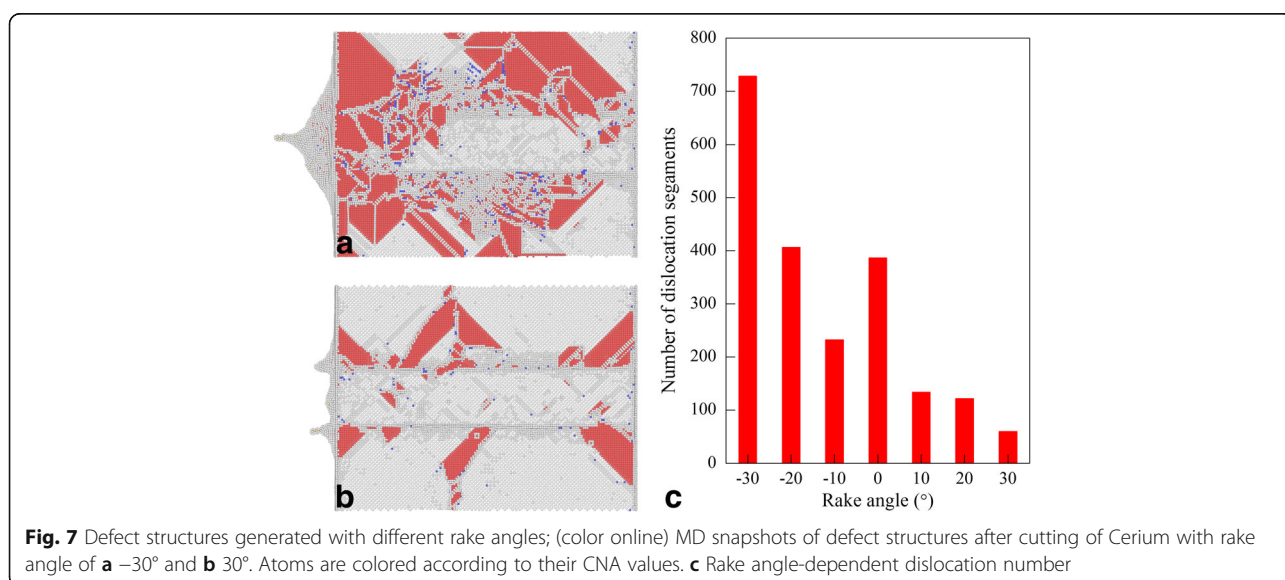 a
b
c
800
700
600
500
400
300
200
100
0
Number of dislocation segaments
-30 -20 -10 0 10 20 30
Rake angle (°)
Fig. 7 Defect structures generated with different rake angles; (color online) MD snapshots of defect structures after cutting of Cerium with rake
angle of a −30° and b 30°. Atoms are colored according to their CNA values. c Rake angle-dependent dislocation number